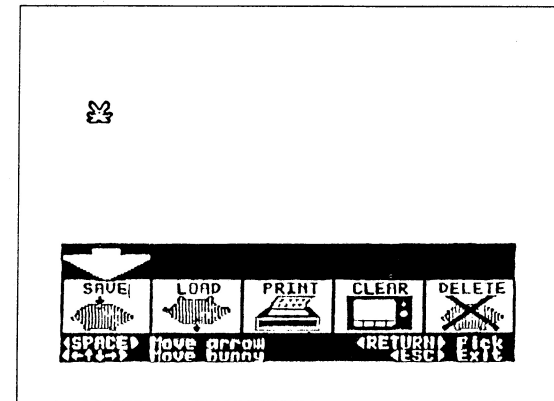 SAVE LOAD PRINT CLEAR DELETE
◄SPACE► Move arrow ◄RETURN► Pick
◄←↑↓→► Move bunny ◄ESC► Exit